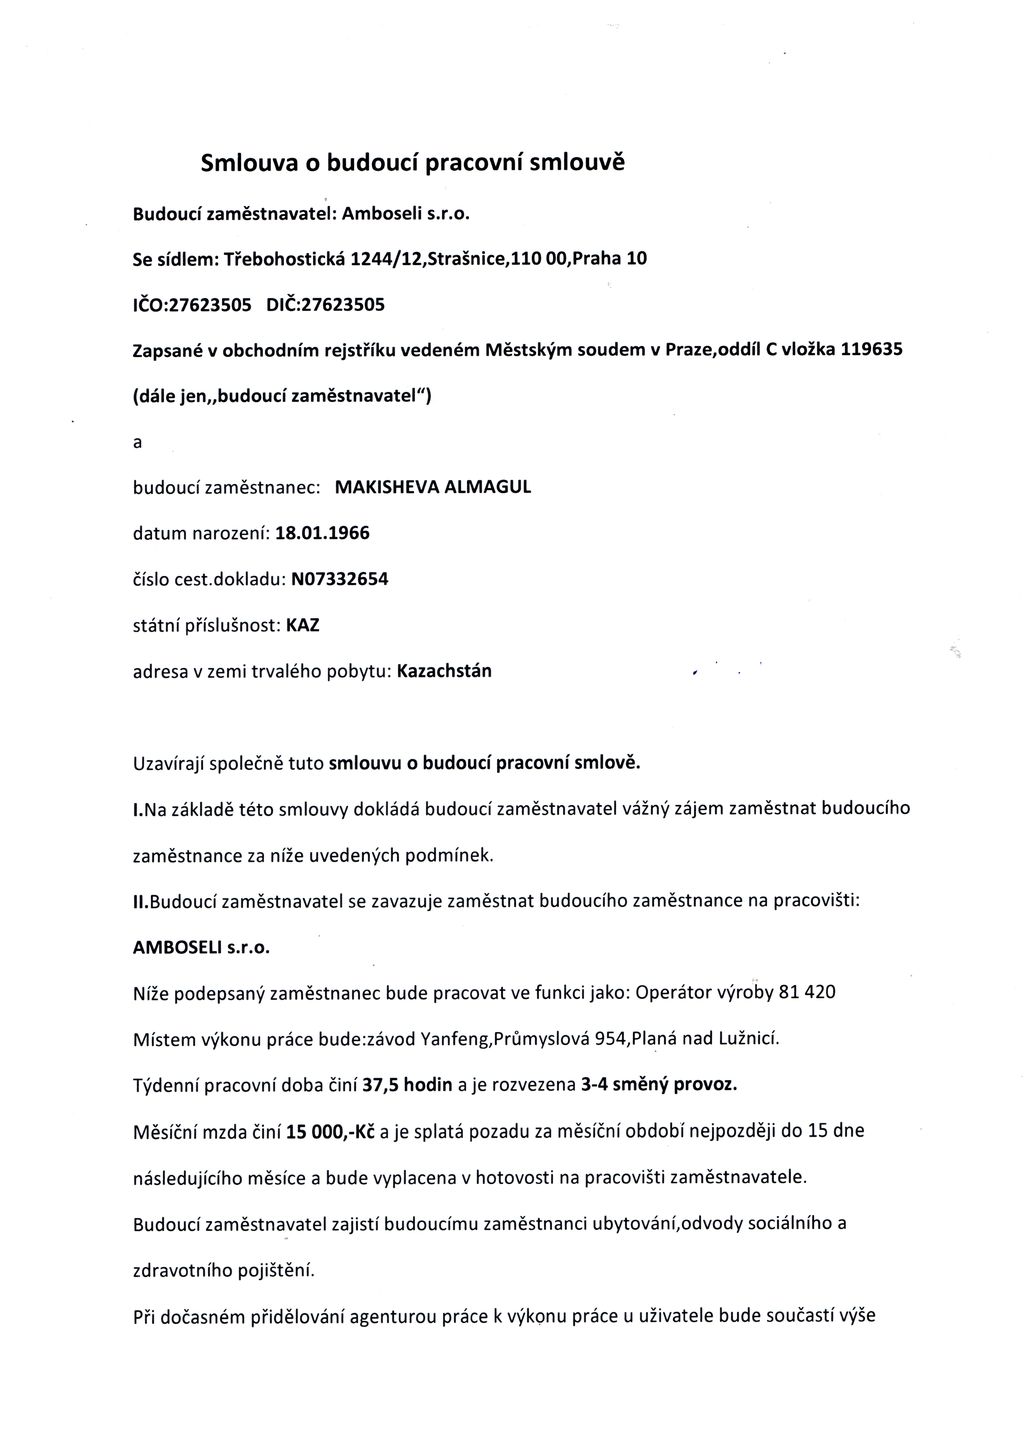 Smlouva o budoucí pracovní smlouvě
Budoucí zaměstnavatel: Amboseli s.r.o.
Se sídlem: Třebohostická 1244/12,Strašnice,110 00,Praha 10
IČO:27623505 DIČ:27623505
Zapsané v obchodním rejstříku vedeném Městským soudem v Praze,oddíl C vložka 119635
(dále jen,,budoucí zaměstnavatel“)
a
budoucí zaměstnanec: MAKISHEVA ALMAGUL
datum narození: 18.01.1966
číslo cest.dokladu: N07332654
státní příslušnost: KAZ
adresa v zemi trvalého pobytu: Kazachstán
Uzavírají společně tuto smlouvu o budoucí pracovní smlově.
I.Na základě této smlouvy dokládá budoucí zaměstnavatel vážný zájem zaměstnat budoucího
zaměstnance za níže uvedených podmínek.
II.Budoucí zaměstnavatel se zavazuje zaměstnat budoucího zaměstnance na pracovišti:
AMBOSELI s.r.o.
Níže podepsaný zaměstnanec bude pracovat ve funkci jako: Operátor výroby 81 420
Místem výkonu práce bude:závod Yanfeng,Průmyslová 954,Planá nad Lužnicí.
Týdenní pracovní doba činí 37,5 hodin a je rozvezena 3-4 směný provoz.
Měsíční mzda činí 15 000,-Kč a je splatá pozadu za měsíční období nejpozději do 15 dne
následujícího měsíce a bude vyplacena v hotovosti na pracovišti zaměstnavatele.
Budoucí zaměstnavatel zajistí budoucímu zaměstnanci ubytování,odvody sociálního a
zdravotního pojištění.
Při dočasném přidělování agenturou práce k výkonu práce u uživatele bude součastí výše